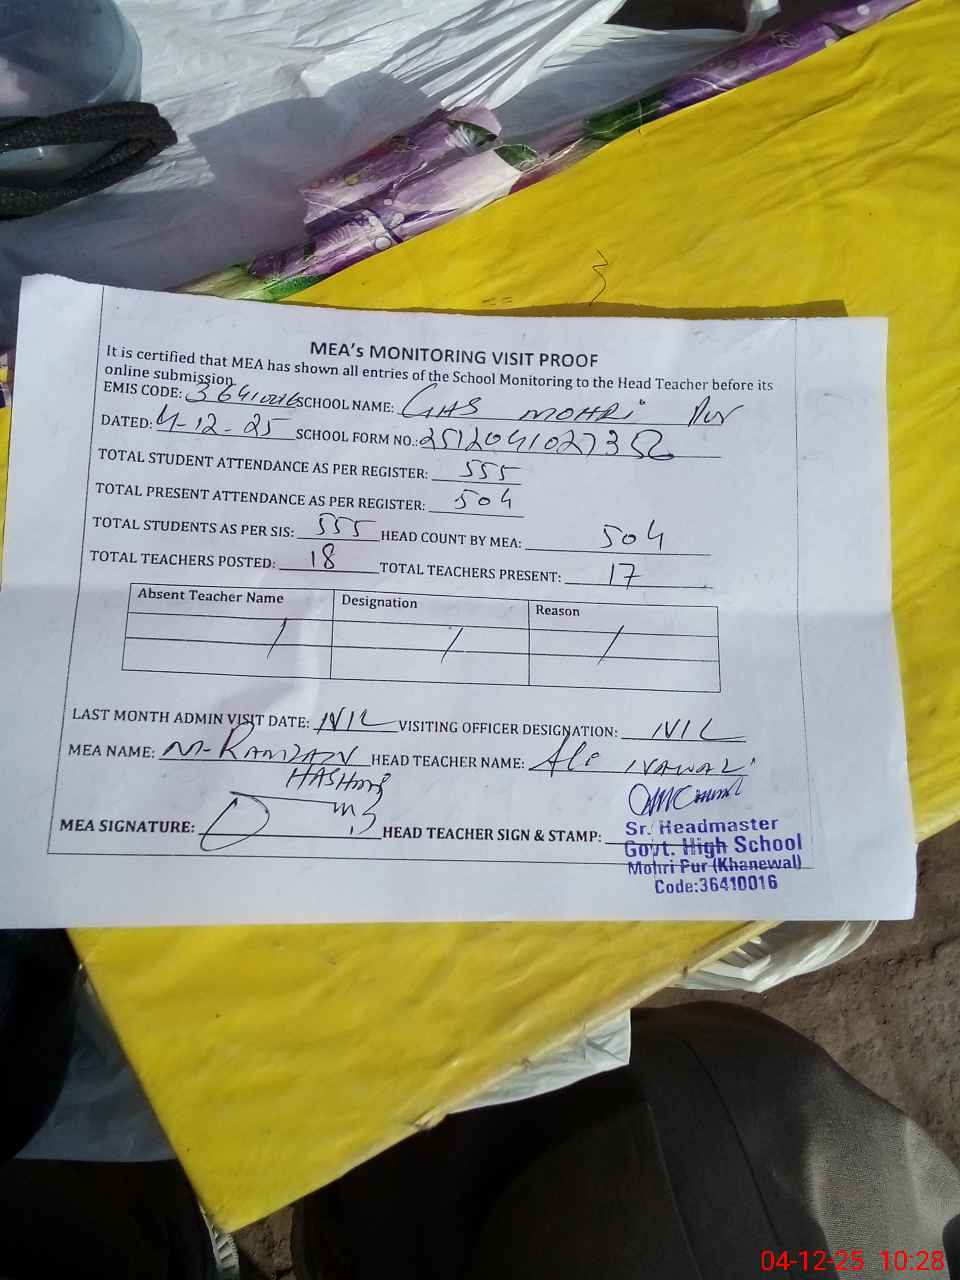 MEA's MONITORING VISIT PROOF
It is certified that MEA has shown all entries of the School Monitoring to the Head Teacher before its
online submission.
EMIS CODE: 36410016 SCHOOL NAME: GHS MOHRI PUR
DATED: 4-12-25 SCHOOL FORM NO.: 251204102735
TOTAL STUDENT ATTENDANCE AS PER REGISTER: 555
TOTAL PRESENT ATTENDANCE AS PER REGISTER: 504
TOTAL STUDENTS AS PER SIS: 555 HEAD COUNT BY MEA: 504
TOTAL TEACHERS POSTED: 18 TOTAL TEACHERS PRESENT: 17
Absent Teacher Name Designation Reason
/ / /
LAST MONTH ADMIN VISIT DATE: NIL VISITING OFFICER DESIGNATION: NIL
MEA NAME: M-RAMZAN HEAD TEACHER NAME: Ali NAWAZ
HASHMI
MEA SIGNATURE: HEAD TEACHER SIGN & STAMP:
Sr. Headmaster
Govt. High School
Mohri Pur (Khanewal)
Code:36410016
04-12-25 10:28